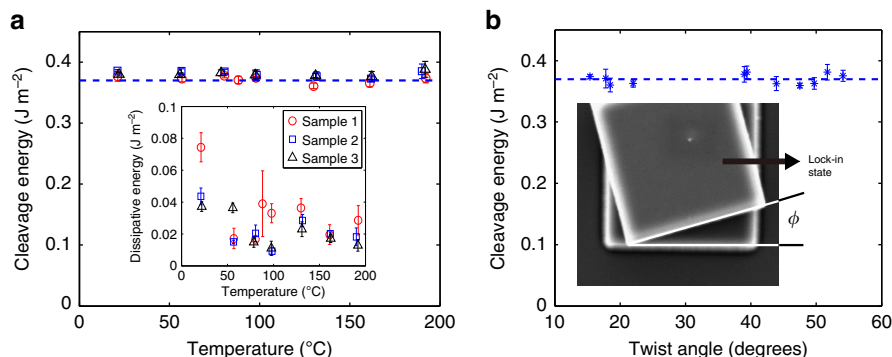 a
Cleavage energy (J m⁻²)
0.4
0.3
0.2
0.1
0
0
50
100
150
200
Temperature (°C)
Dissipative energy (J m⁻²)
0.1
0.08
0.06
0.04
0.02
0
0
50
100
150
200
Temperature (°C)
Sample 1
Sample 2
Sample 3
b
Cleavage energy (J m⁻²)
0.4
0.3
0.2
0.1
0
10
20
30
40
50
60
Twist angle (degrees)
Lock-in
state
ϕ